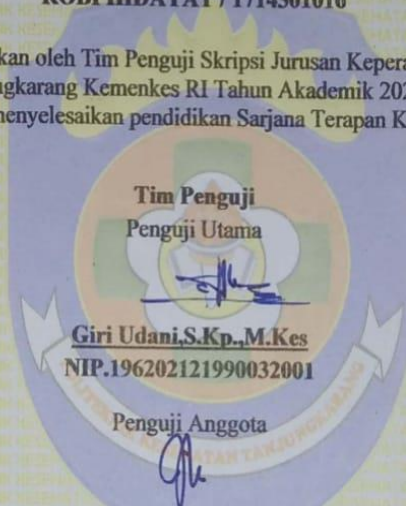 kan oleh Tim Penguji Skripsi Jurusan Kepera
gkarang Kemenkes RI Tahun Akademik 202
menyelesaikan pendidikan Sarjana Terapan K
Tim Penguji
Penguji Utama
Giri Udani,S.Kp.,M.Kes
NIP.196202121990032001
Penguji Anggota